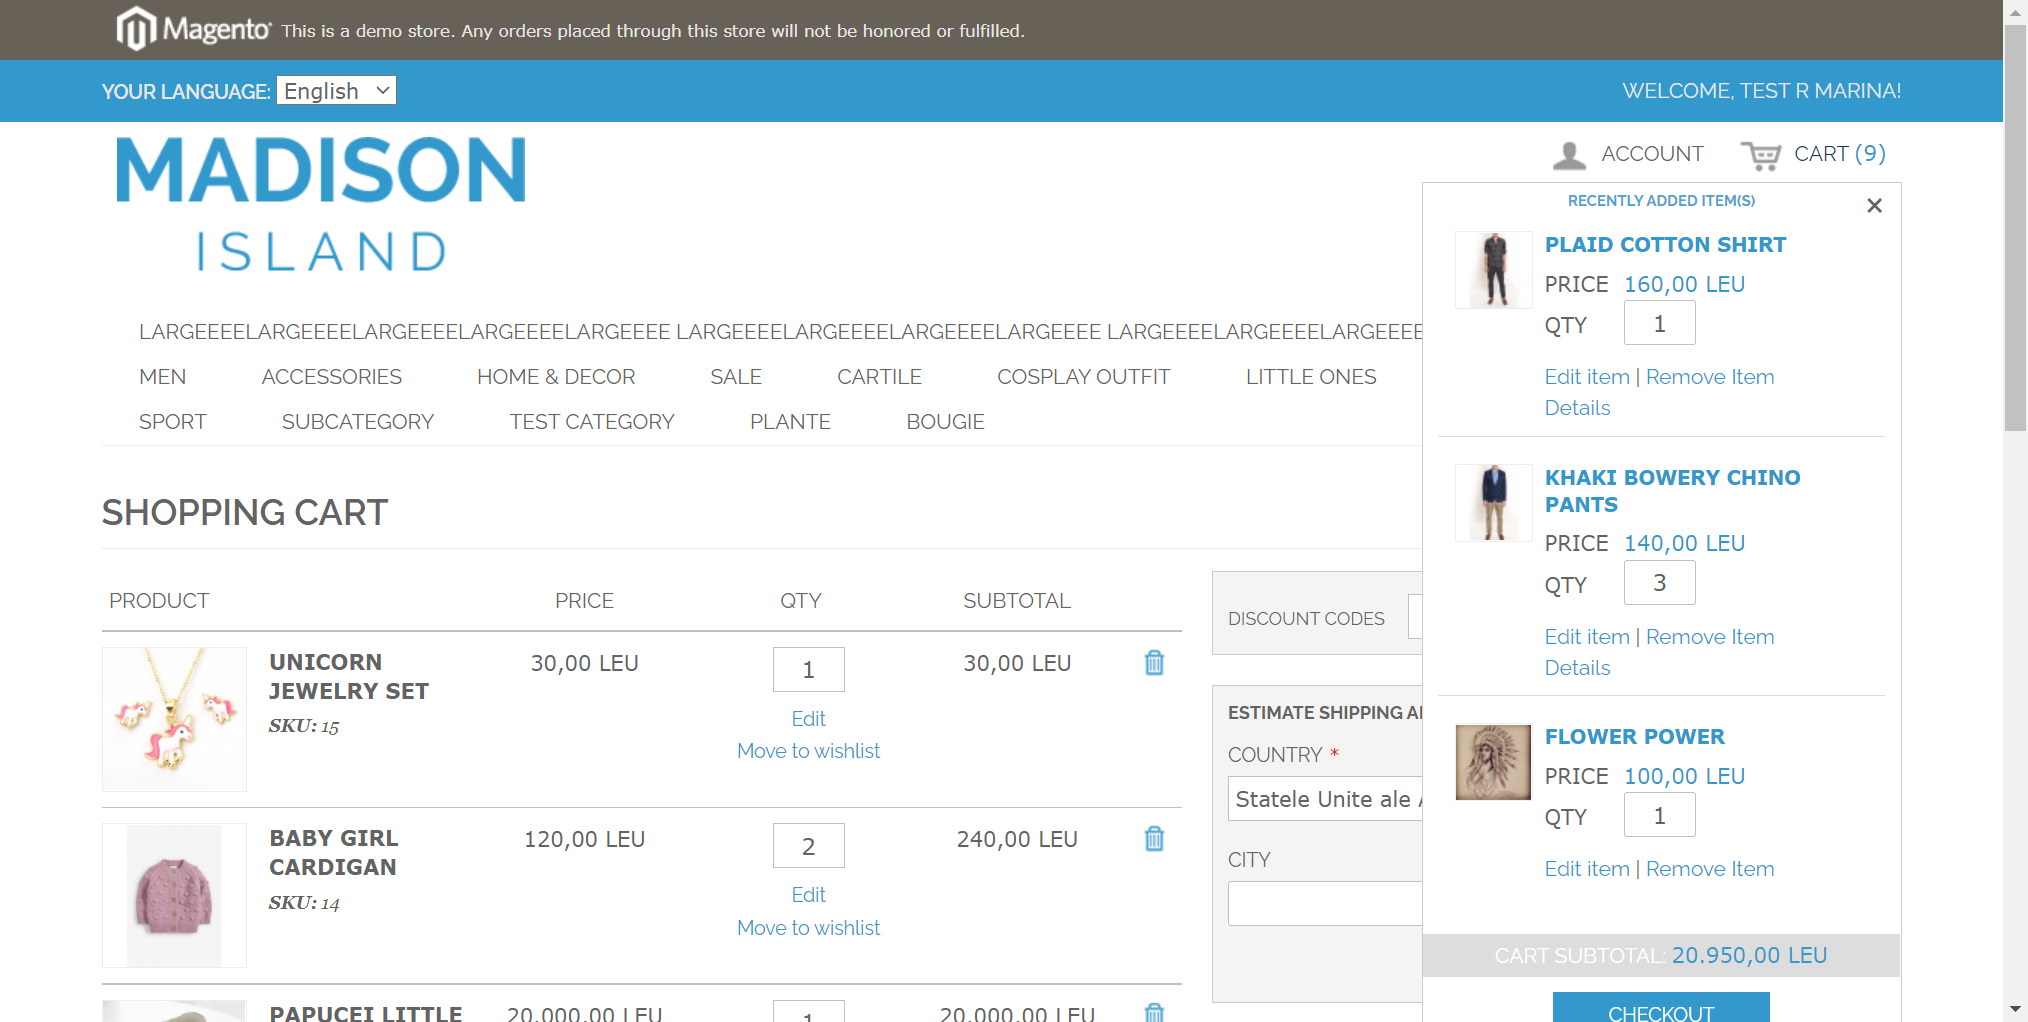 Magento This is a demo store. Any orders placed through this store will not be honored or fulfilled.
YOUR LANGUAGE: English
WELCOME, TEST R MARINA!
MADISON
ISLAND
ACCOUNT
CART (9)
LARGEEEELARGEEEELARGEEEELARGEEEELARGEEEE LARGEEEELARGEEEELARGEEEELARGEEEE LARGEEEELARGEEEELARGEEEE
MEN ACCESSORIES HOME & DECOR SALE CARTILE COSPLAY OUTFIT LITTLE ONES
SPORT SUBCATEGORY TEST CATEGORY PLANTE BOUGIE
RECENTLY ADDED ITEM(S)
×
PLAID COTTON SHIRT
PRICE 160,00 LEU
QTY 1
Edit item | Remove Item
Details
KHAKI BOWERY CHINO
PANTS
PRICE 140,00 LEU
QTY 3
Edit item | Remove Item
Details
FLOWER POWER
PRICE 100,00 LEU
QTY 1
Edit item | Remove Item
CART SUBTOTAL: 20.950,00 LEU
CHECKOUT
SHOPPING CART
PRODUCT PRICE QTY SUBTOTAL
UNICORN
JEWELRY SET
SKU: 15
30,00 LEU
1
Edit
Move to wishlist
30,00 LEU
BABY GIRL
CARDIGAN
SKU: 14
120,00 LEU
2
Edit
Move to wishlist
240,00 LEU
PAPUCEI LITTLE
20.000,00 LEU
1
20.000,00 LEU
DISCOUNT CODES
ESTIMATE SHIPPING
COUNTRY *
Statele Unite ale
CITY